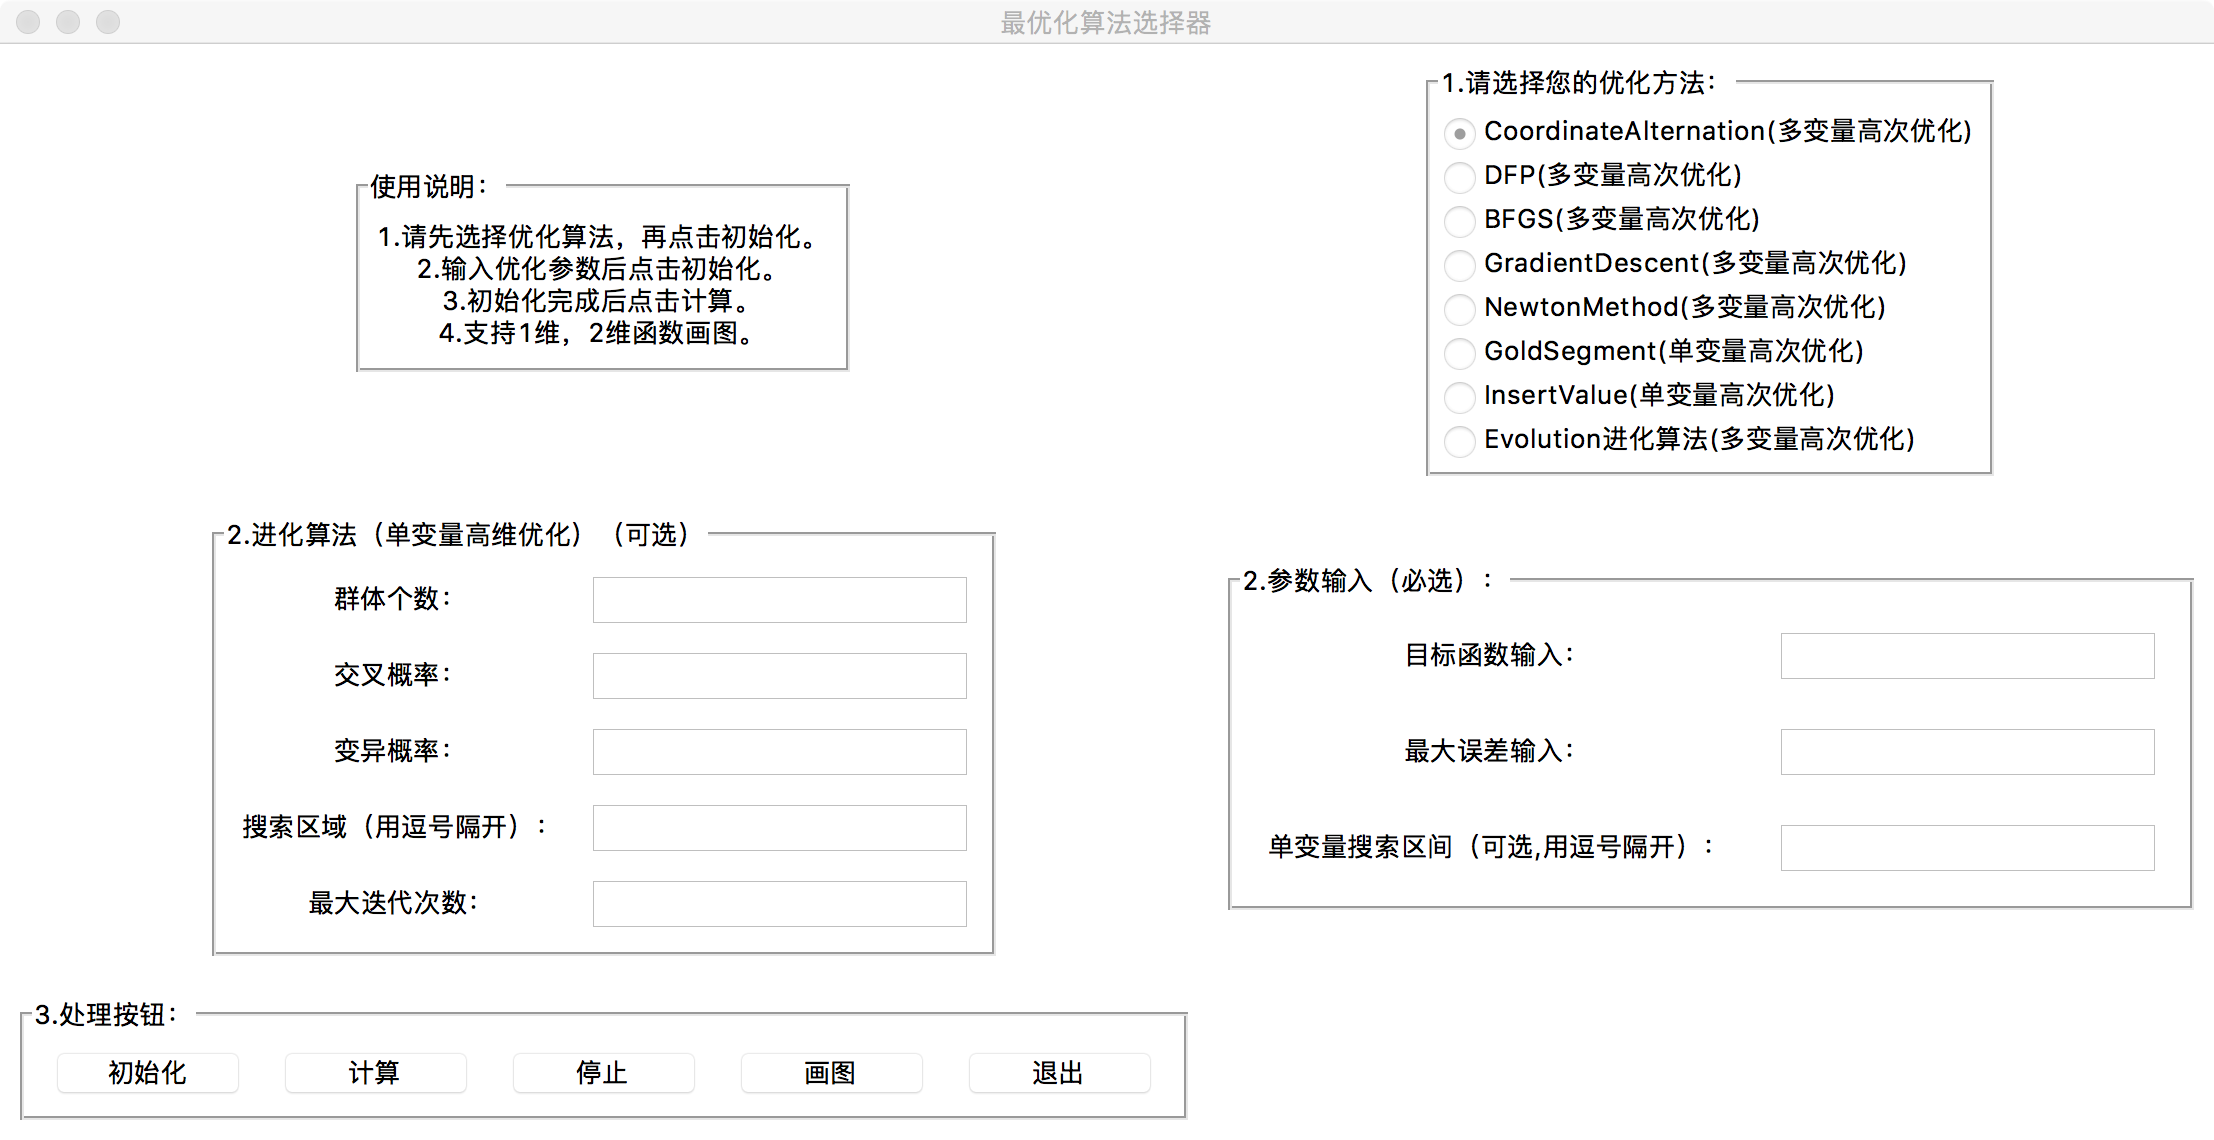 最优化算法选择器
使用说明：
1.请先选择优化算法，再点击初始化。
2.输入优化参数后点击初始化。
3.初始化完成后点击计算。
4.支持1维，2维函数画图。
1.请选择您的优化方法：
CoordinateAlternation(多变量高次优化)
DFP(多变量高次优化)
BFGS(多变量高次优化)
GradientDescent(多变量高次优化)
NewtonMethod(多变量高次优化)
GoldSegment(单变量高次优化)
InsertValue(单变量高次优化)
Evolution进化算法(多变量高次优化)
2.进化算法（单变量高维优化）（可选）
群体个数：
交叉概率：
变异概率：
搜索区域（用逗号隔开）：
最大迭代次数：
2.参数输入（必选）：
目标函数输入：
最大误差输入：
单变量搜索区间（可选,用逗号隔开）：
3.处理按钮：
初始化 计算 停止 画图 退出